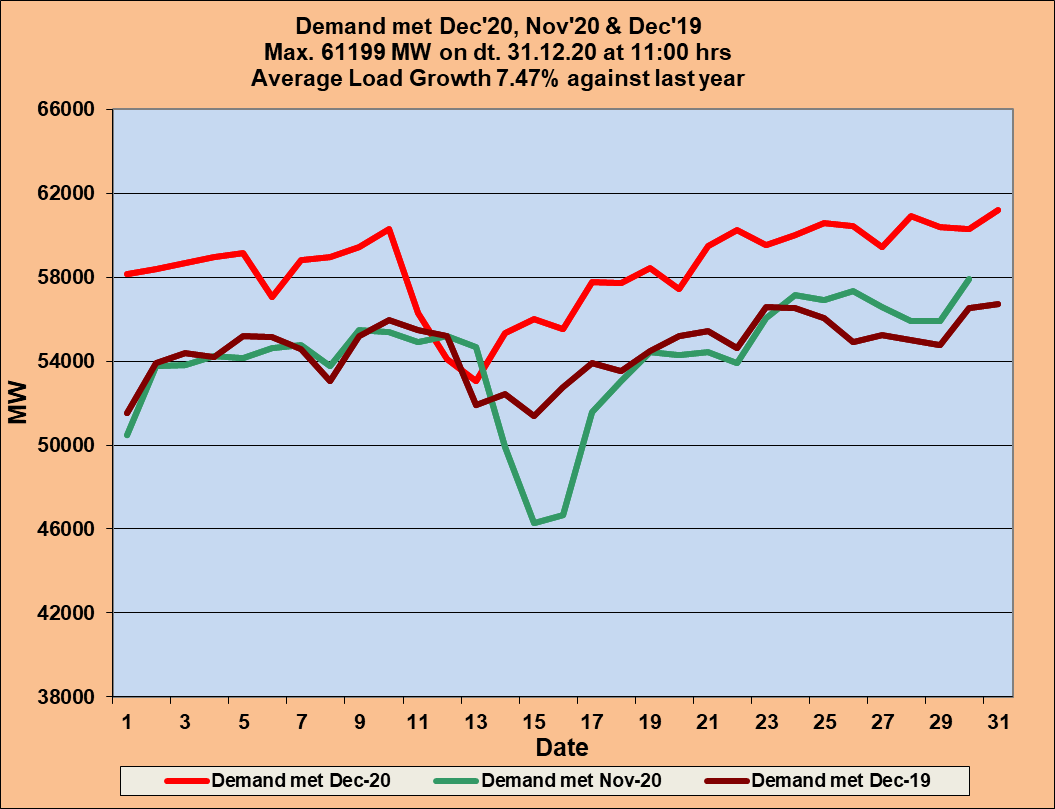 Demand met Dec'20, Nov'20 & Dec'19
Max. 61199 MW on dt. 31.12.20 at 11:00 hrs
Average Load Growth 7.47% against last year
66000
62000
58000
54000
50000
46000
42000
38000
MW
1 3 5 7 9 11 13 15 17 19 21 23 25 27 29 31
Date
Demand met Dec-20 Demand met Nov-20 Demand met Dec-19